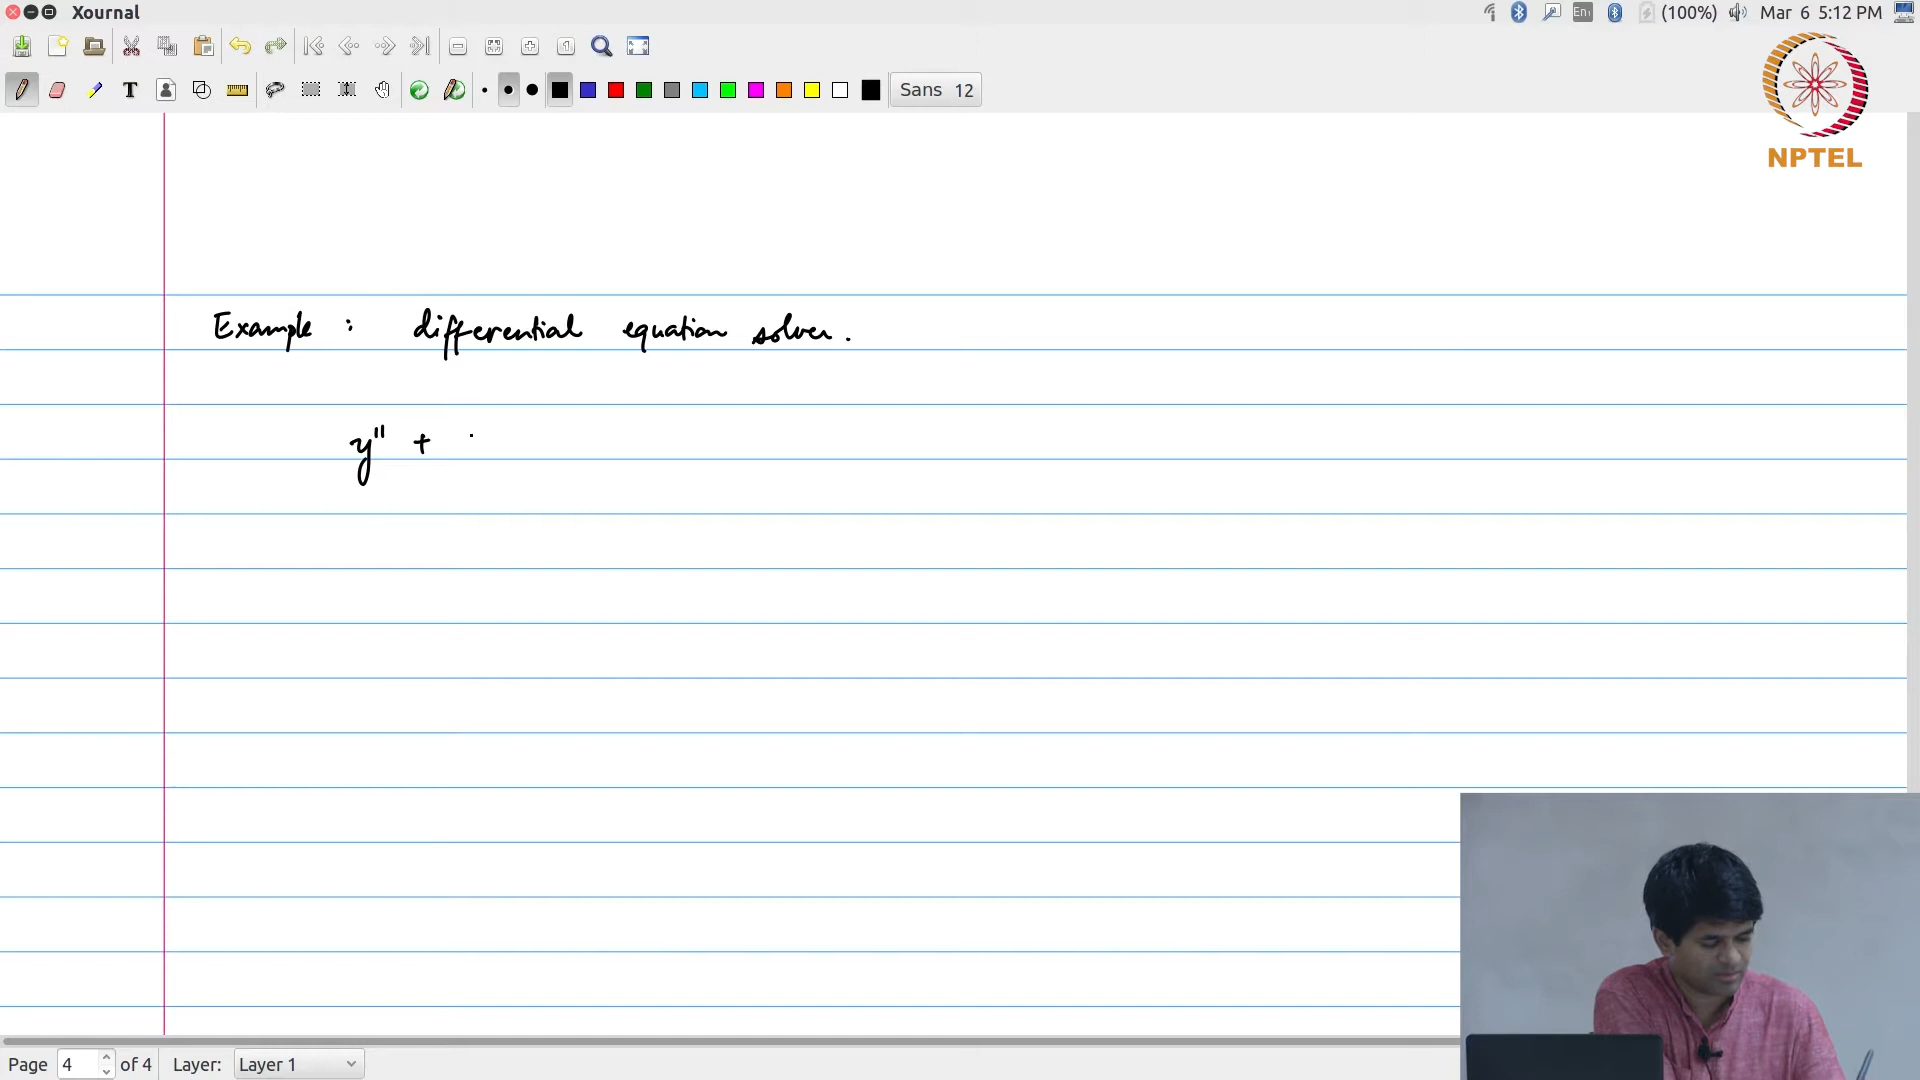 Xournal
(100%) Mar 6 5:12 PM
Sans 12
NPTEL
Example : differential equation solver.
y" +
Page 4 of 4 Layer: Layer 1